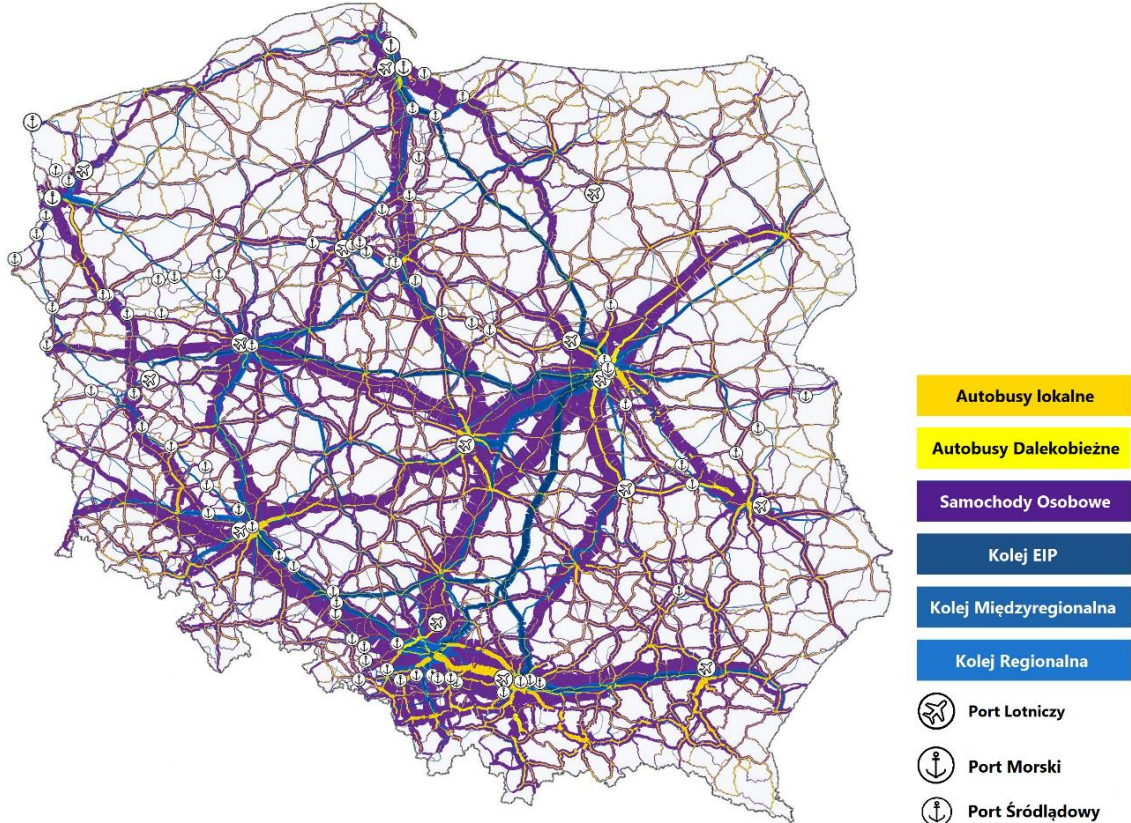 Autobusy lokalne
Autobusy Dalekobieżne
Samochody Osobowe
Kolej EIP
Kolej Międzyregionalna
Kolej Regionalna
Port Lotniczy
Port Morski
Port Śródlądowy